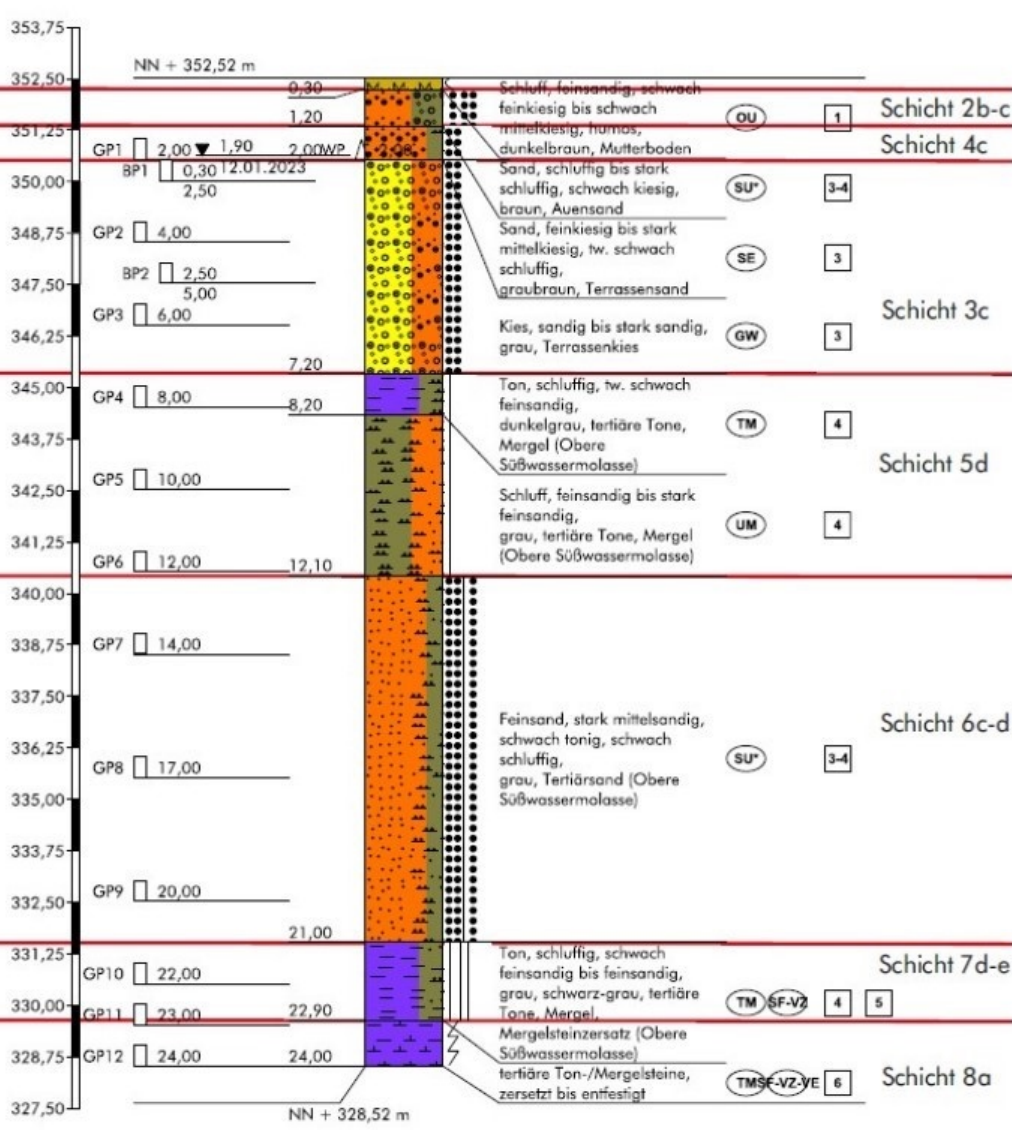 353,75
NN + 352,52 m
352,50
0,30
Schluff, feinsandig, schwach
feinkiesig bis schwach
mittelkiesig, humos,
dunkelbraun, Mutterboden
OU
1
Schicht 2b-c
1,20
351,25
Schicht 4c
GP1
2,00
1,90
12.01.2023
2,00WP
2,00
BP1
0,30
2,50
350,00
Sand, schluffig bis stark
schluffig, schwach kiesig,
braun, Auensand
SU*
3-4
GP2
4,00
348,75
Sand, feinkiesig bis stark
mittelkiesig, tw. schwach
schluffig,
graubraun, Terrassensand
SE
3
BP2
2,50
5,00
347,50
Schicht 3c
GP3
6,00
346,25
Kies, sandig bis stark sandig,
grau, Terrassenkies
GW
3
7,20
345,00
GP4
8,00
8,20
Ton, schluffig, tw. schwach
feinsandig,
dunkelgrau, tertiäre Tone,
Mergel (Obere
Süßwassermolasse)
TM
4
343,75
Schicht 5d
GP5
10,00
342,50
Schluff, feinsandig bis stark
feinsandig,
grau, tertiäre Tone, Mergel
(Obere Süßwassermolasse)
UM
4
341,25
GP6
12,00
12,10
340,00
GP7
14,00
338,75
337,50
Feinsand, stark mittelsandig,
schwach tonig, schwach
schluffig,
grau, Tertiärsand (Obere
Süßwassermolasse)
SU*
3-4
Schicht 6c-d
336,25
GP8
17,00
335,00
333,75
GP9
20,00
332,50
21,00
331,25
Ton, schluffig, schwach
feinsandig bis feinsandig,
grau, schwarz-grau, tertiäre
Tone, Mergel,
Mergelsteinzersatz (Obere
Süßwassermolasse)
TM
SF-VZ
4
5
Schicht 7d-e
GP10
22,00
330,00
GP11
23,00
22,90
328,75
GP12
24,00
24,00
tertiäre Ton-/Mergelsteine,
zersetzt bis entfestigt
TM
SF-VZ-VE
6
Schicht 8a
327,50
NN + 328,52 m